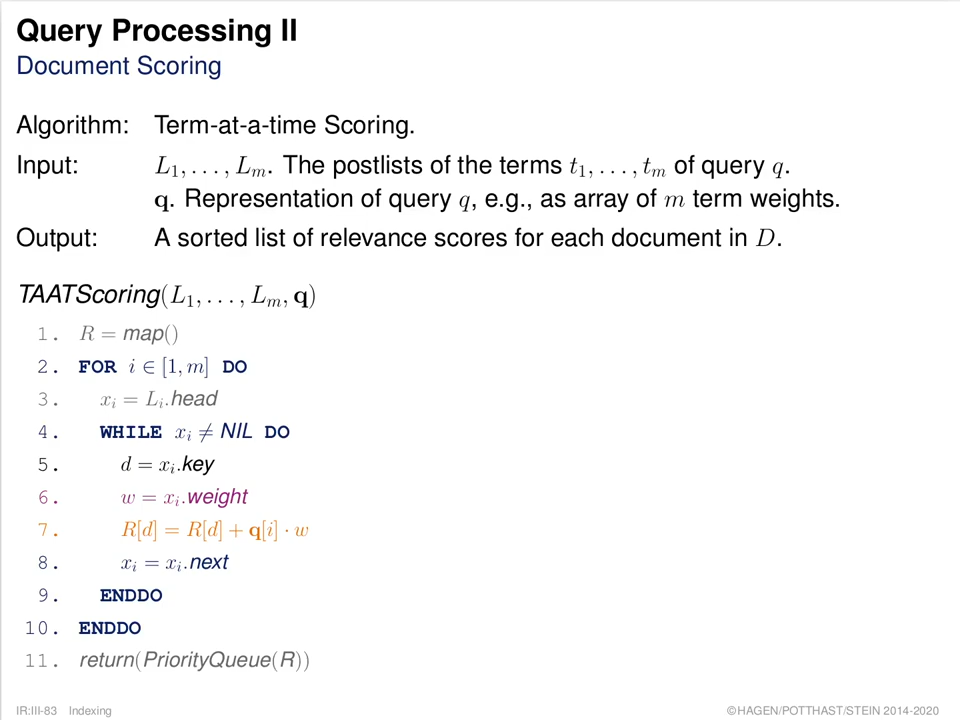 Query Processing II
Document Scoring
Algorithm: Term-at-a-time Scoring.
Input: L₁, . . . , Lₘ. The postlists of the terms t₁, . . . , tₘ of query q.
q. Representation of query q, e.g., as array of m term weights.
Output: A sorted list of relevance scores for each document in D.
TAATScoring(L₁, . . . , Lₘ, q)
1. R = map()
2. FOR i ∈ [1, m] DO
3. xᵢ = Lᵢ.head
4. WHILE xᵢ ≠ NIL DO
5. d = xᵢ.key
6. w = xᵢ.weight
7. R[d] = R[d] + q[i] · w
8. xᵢ = xᵢ.next
9. ENDDO
10. ENDDO
11. return(PriorityQueue(R))
IR:III-83 Indexing ©HAGEN/POTTHAST/STEIN 2014-2020